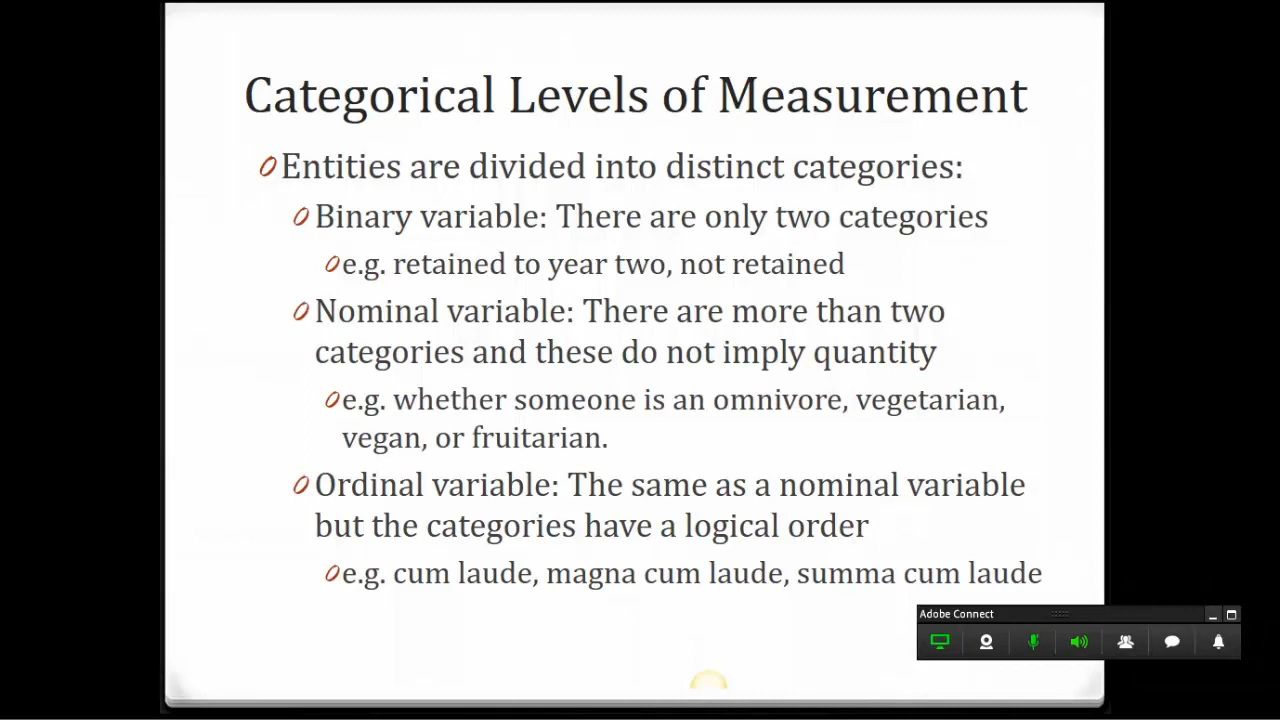 Categorical Levels of Measurement
Entities are divided into distinct categories:
Binary variable: There are only two categories
e.g. retained to year two, not retained
Nominal variable: There are more than two
categories and these do not imply quantity
e.g. whether someone is an omnivore, vegetarian,
vegan, or fruitarian.
Ordinal variable: The same as a nominal variable
but the categories have a logical order
e.g. cum laude, magna cum laude, summa cum laude
Adobe Connect